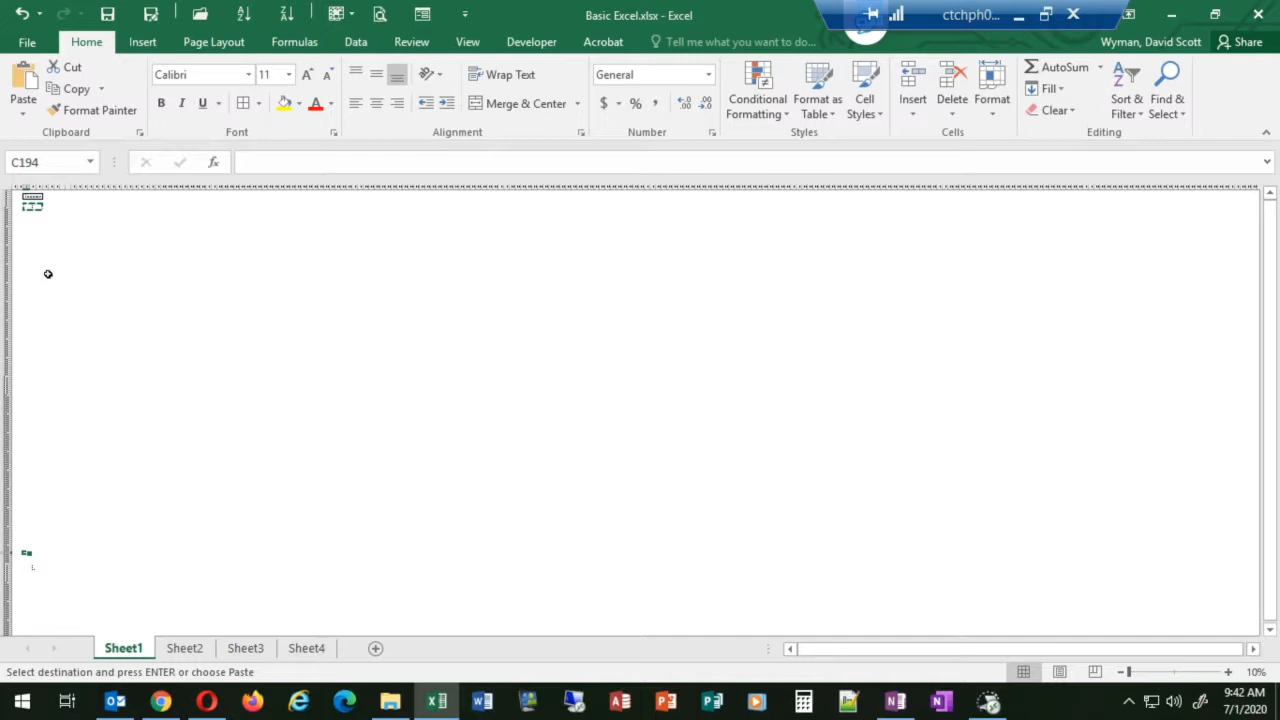 Basic Excel.xlsx - Excel
ctchph0...
File Home Insert Page Layout Formulas Data Review View Developer Acrobat Tell me what you want to do... Wyman, David Scott Share
Paste
Cut
Copy
Format Painter
Clipboard
Calibri 11
B I U A
Font
Wrap Text
Merge & Center
Alignment
General
$ % ,
Number
Conditional Formatting
Format as Table
Cell Styles
Styles
Insert Delete Format
Cells
AutoSum
Fill
Clear
Sort & Filter
Find & Select
Editing
C194 fx
Sheet1 Sheet2 Sheet3 Sheet4
Select destination and press ENTER or choose Paste 10%
9:42 AM
7/1/2020